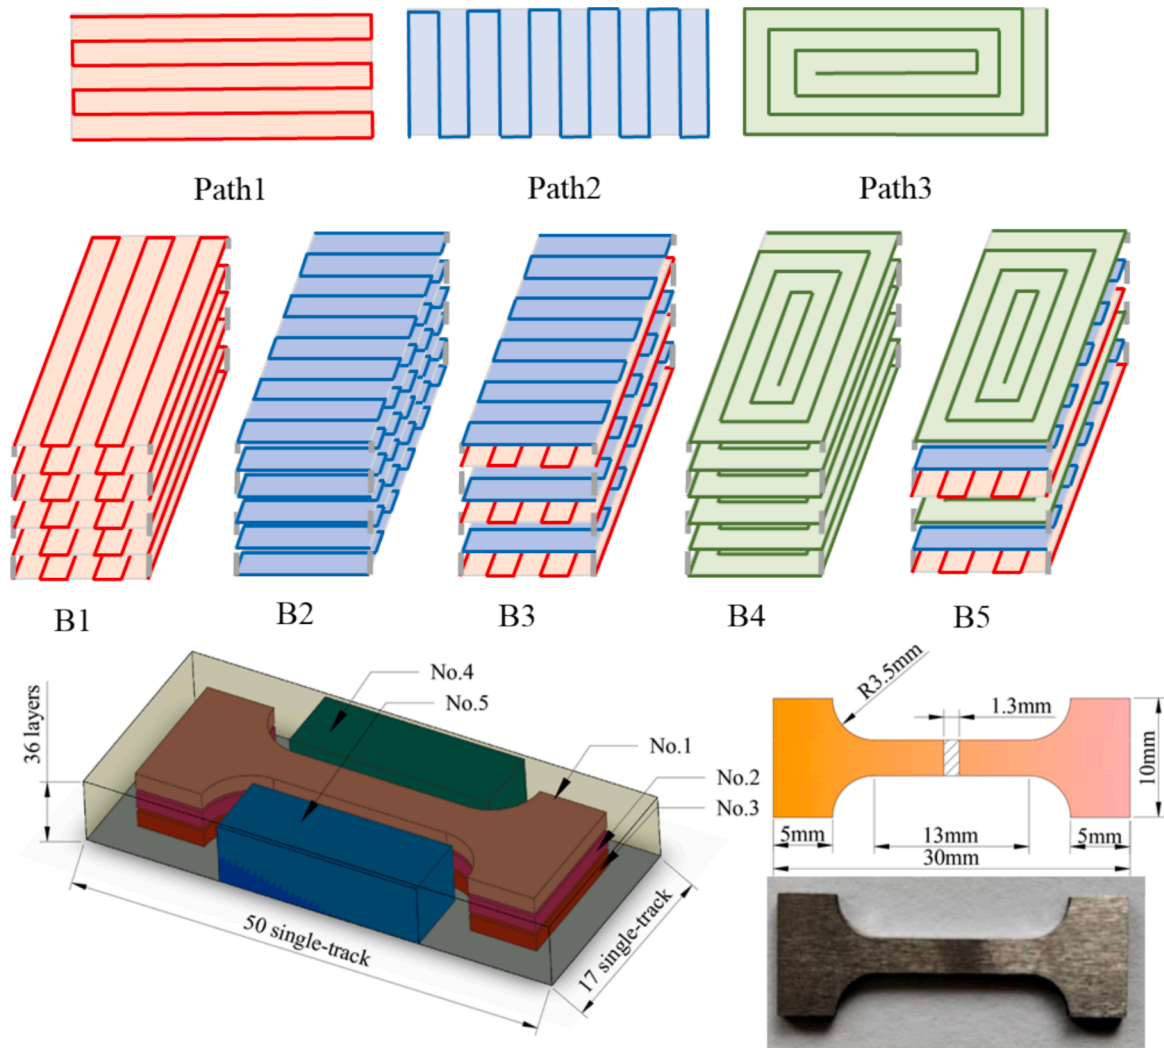 Path1 Path2 Path3
B1 B2 B3 B4 B5
No.4
No.5
No.1
No.2
No.3
36 layers
50 single-track
17 single-track
R3.5mm
1.3mm
10mm
5mm 13mm 5mm
30mm